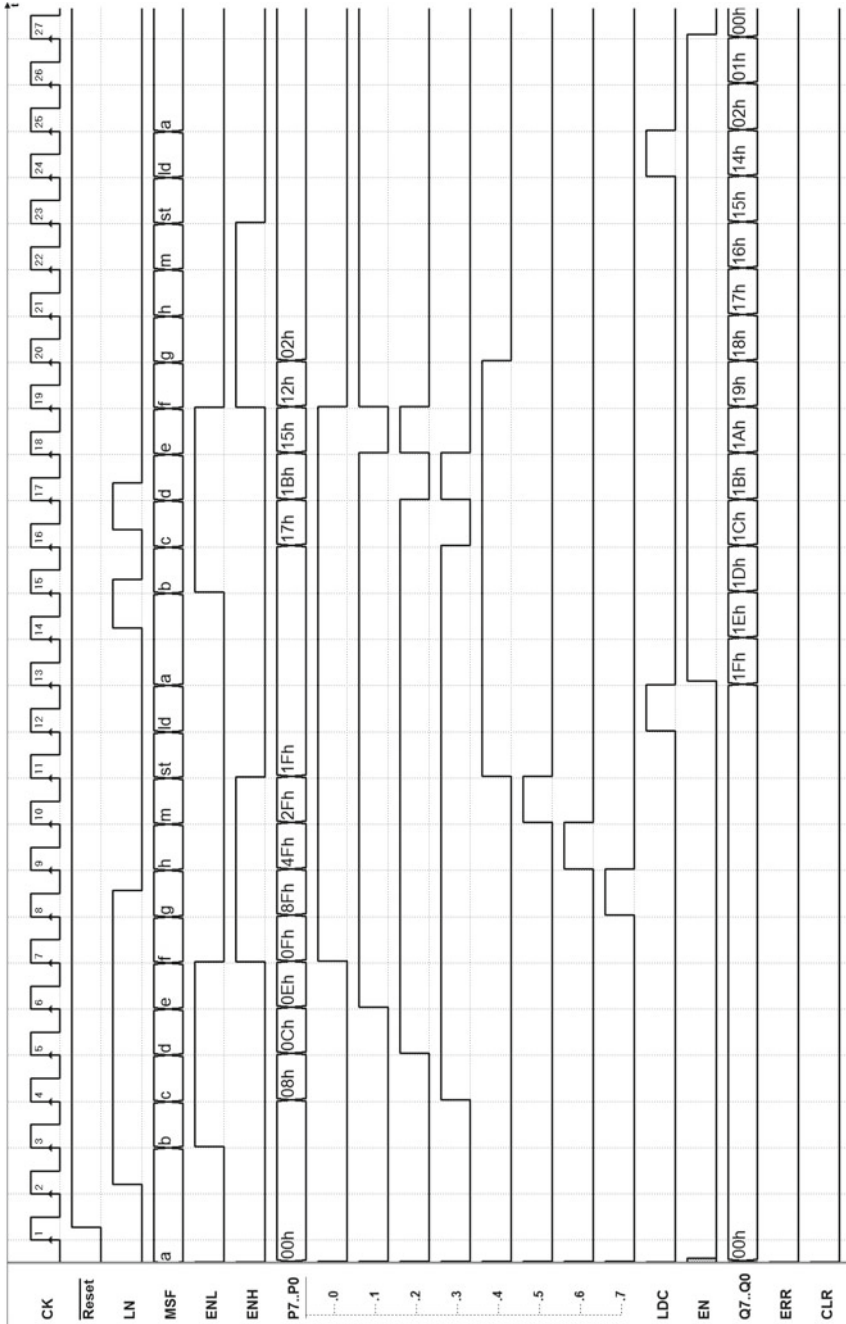 t
CK 1 2 3 4 5 6 7 8 9 10 11 12 13 14 15 16 17 18 19 20 21 22 23 24 25 26 27
Reset
LN
MSF a b c d e f g h m st ld a b c d e f g h m st ld a
ENL
ENH
P7..P0 00h 08h 0Ch 0Eh 0Fh 8Fh 4Fh 2Fh 1Fh 17h 1Bh 15h 12h 02h
.0
.1
.2
.3
.4
.5
.6
.7
LDC
EN
Q7..Q0 00h 1Fh 1Eh 1Dh 1Ch 1Bh 1Ah 19h 18h 17h 16h 15h 14h 02h 01h 00h
ERR
CLR